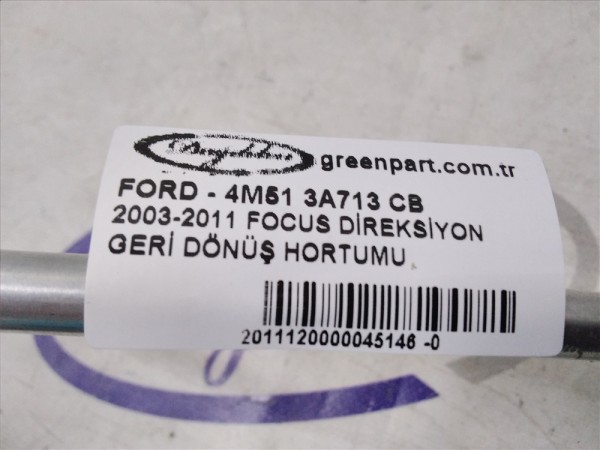 greenpart.com.tr
FORD - 4M51 3A713 CB
2003-2011 FOCUS DİREKSİYON
GERİ DÖNÜŞ HORTUMU
2011120000045146 -0